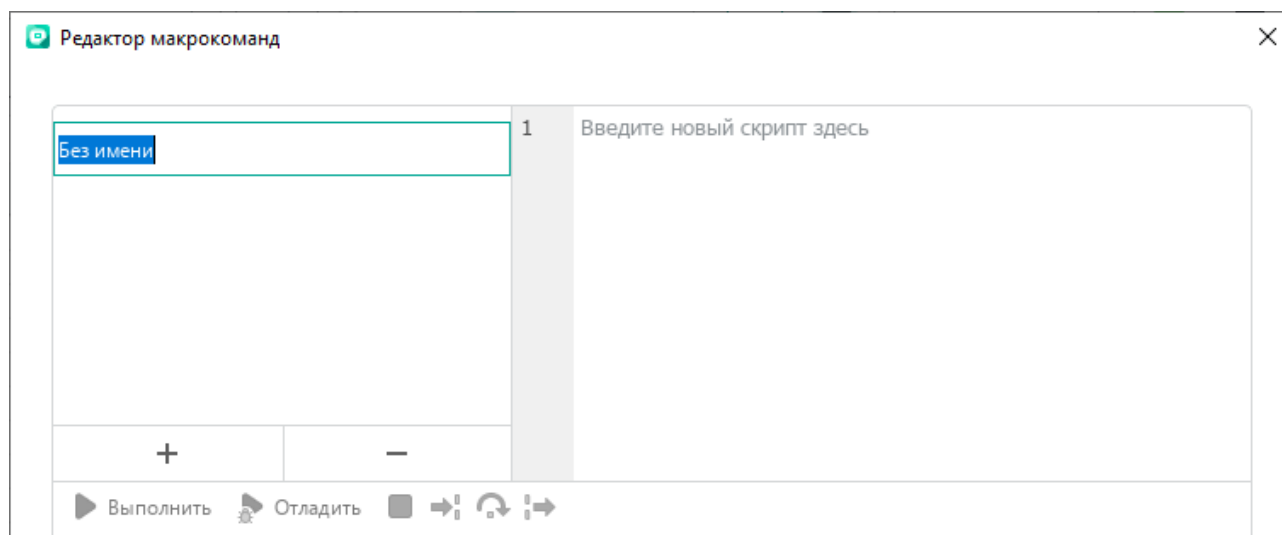 Редактор макрокоманд
Без имени
1 Введите новый скрипт здесь
Выполнить Отладить